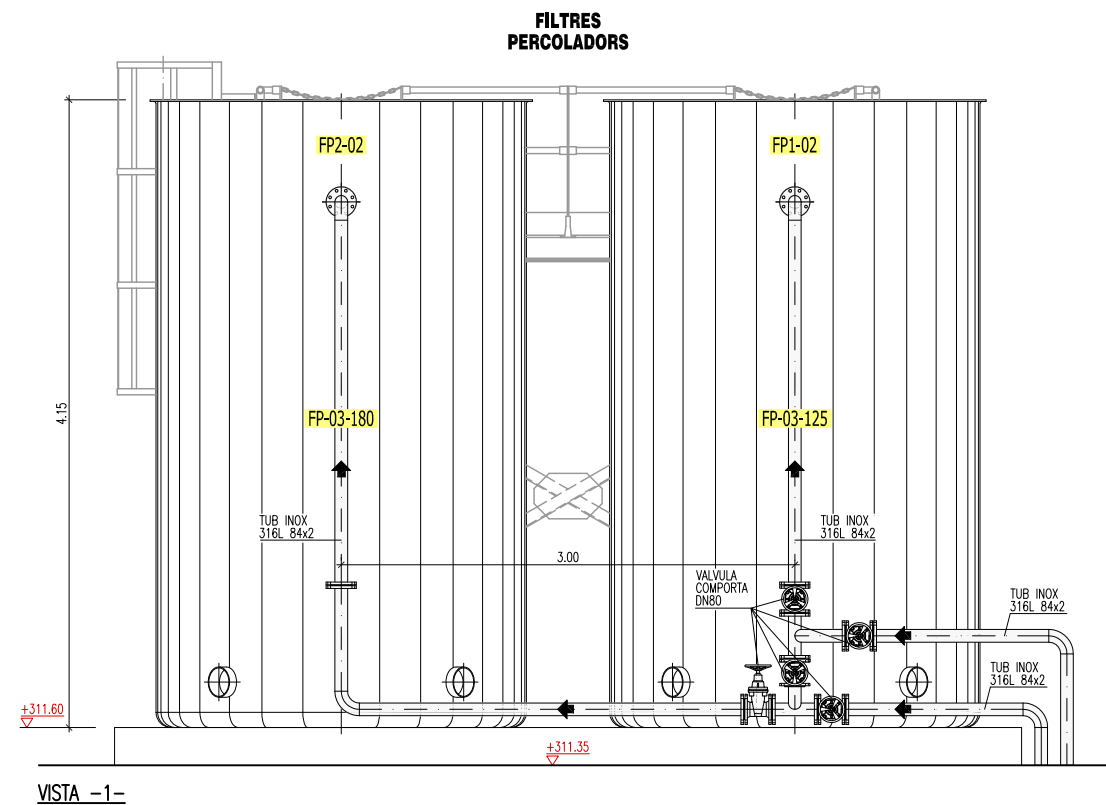 FILTRES
PERCOLADORS
FP2-02
FP1-02
4.15
FP-03-180
FP-03-125
TUB INOX
316L 84x2
TUB INOX
316L 84x2
3.00
VALVULA
COMPORTA
DN80
TUB INOX
316L 84x2
TUB INOX
316L 84x2
+311.60
+311.35
VISTA -1-